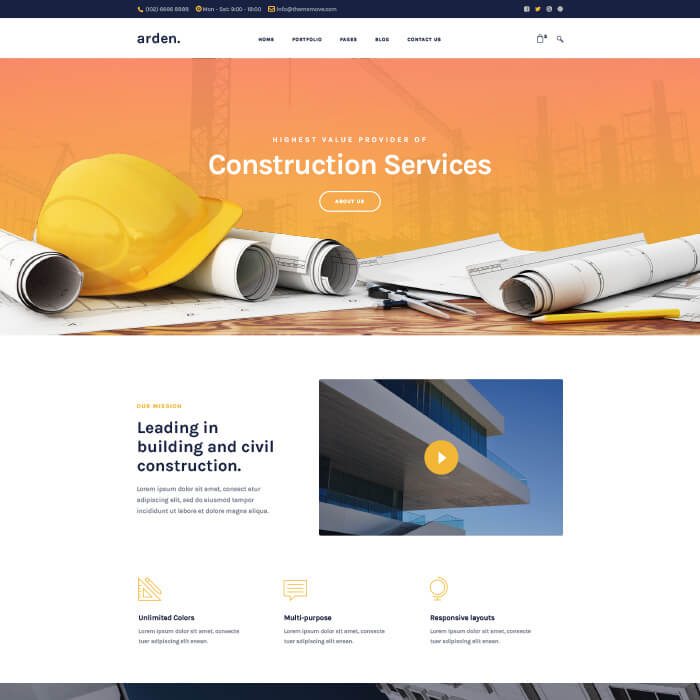 (102) 6666 8888 Mon - Sat: 9:00 - 18:00 info@thememove.com
arden.
HOME PORTFOLIO PAGES BLOG CONTACT US
HIGHEST VALUE PROVIDER OF
Construction Services
ABOUT US
OUR MISSION
Leading in
building and civil
construction.
Lorem ipsum dolor sit amet, consect etur
adipiscing elit, sed do eiusmod tempor
incididunt ut labore et dolore magna aliqua.
Unlimited Colors
Lorem ipsum dolor sit amet, consecte
tuer adipiscing elit enean.
Multi-purpose
Lorem ipsum dolor sit amet, consecte
tuer adipiscing elit enean.
Responsive layouts
Lorem ipsum dolor sit amet, consecte
tuer adipiscing elit enean.